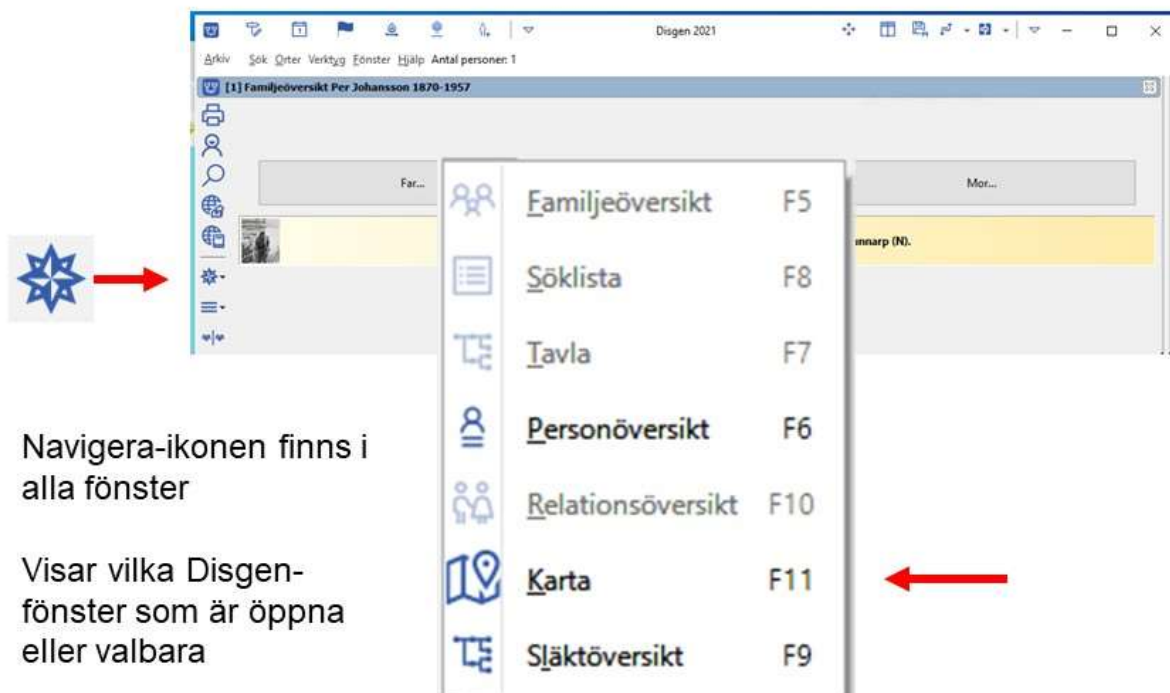 Disgen 2021
Arkiv Sök Orter Verktyg Fönster Hjälp Antal personer: 1
[1] Familjeöversikt Per Johansson 1870-1957
Far...
Mor...
(N).
Familjeöversikt F5
Söklista F8
Tavla F7
Personöversikt F6
Relationsöversikt F10
Karta F11
Släktöversikt F9
Navigera-ikonen finns i
alla fönster
Visar vilka Disgen-
fönster som är öppna
eller valbara